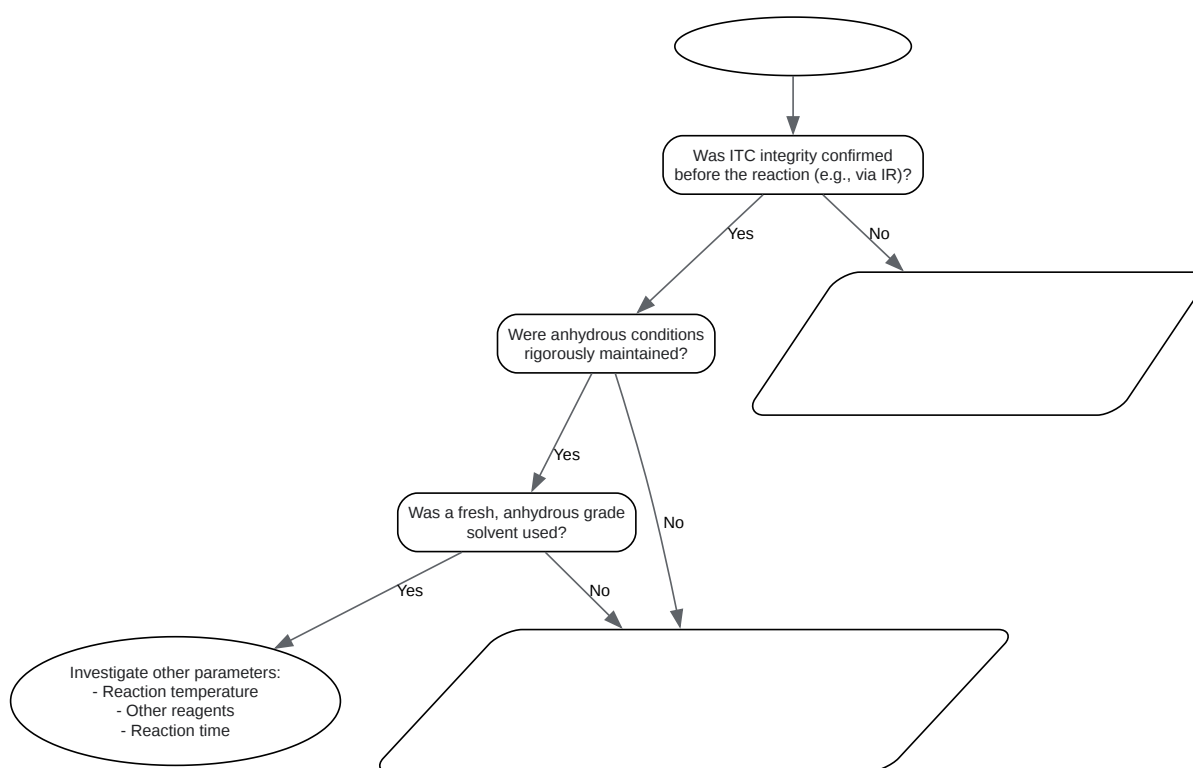 Was ITC integrity confirmed
before the reaction (e.g., via IR)?
Yes
No
Were anhydrous conditions
rigorously maintained?
Yes
No
Was a fresh, anhydrous grade
solvent used?
Yes
No
Investigate other parameters:
- Reaction temperature
- Other reagents
- Reaction time